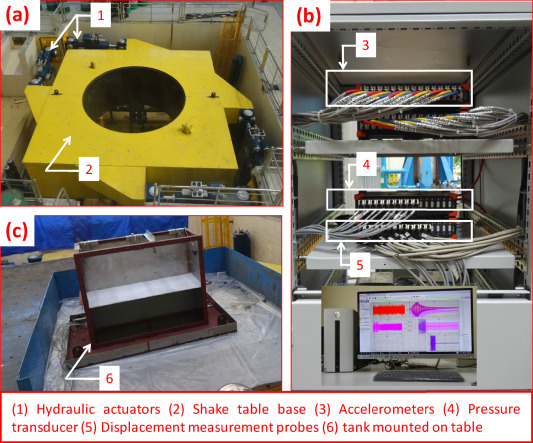 (a)
1
2
(b)
3
4
5
(c)
6
(1) Hydraulic actuators (2) Shake table base (3) Accelerometers (4) Pressure
transducer (5) Displacement measurement probes (6) tank mounted on table